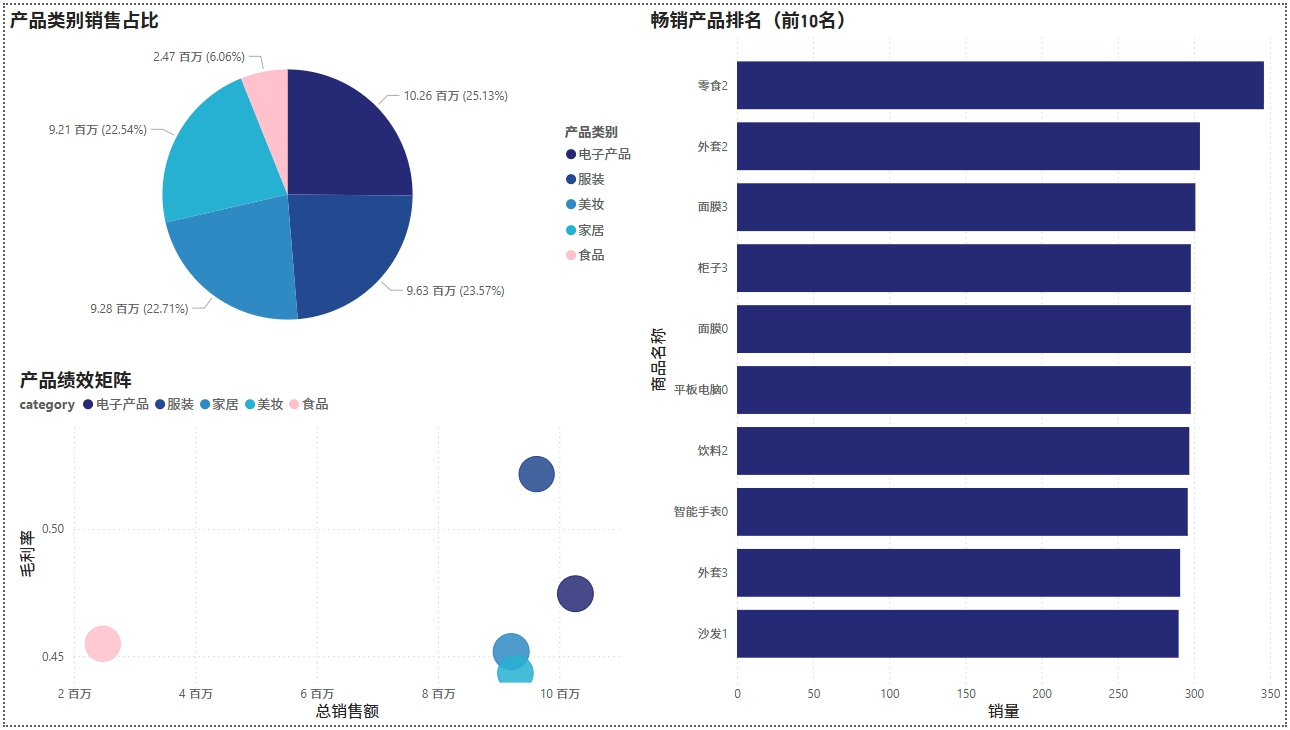 产品类别销售占比
2.47 百万 (6.06%)
10.26 百万 (25.13%)
9.21 百万 (22.54%)
9.28 百万 (22.71%)
9.63 百万 (23.57%)
产品类别
电子产品
服装
美妆
家居
食品
产品绩效矩阵
category 电子产品 服装 家居 美妆 食品
毛利率
0.50
0.45
2 百万 4 百万 6 百万 8 百万 10 百万
总销售额
畅销产品排名（前10名）
商品名称
零食2
外套2
面膜3
柜子3
面膜0
平板电脑0
饮料2
智能手表0
外套3
沙发1
0 50 100 150 200 250 300 350
销量